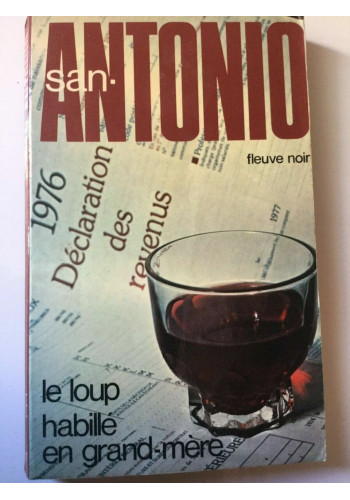 san-
ANTONIO
fleuve noir
1976
Déclaration
des
revenus
1977
le loup
habillé
en grand-mère